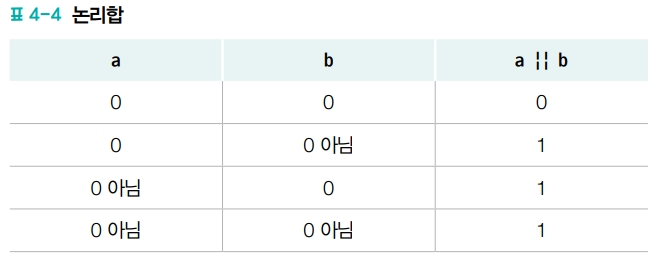 표 4-4 논리합
a b a || b
0 0 0
0 0 아님 1
0 아님 0 1
0 아님 0 아님 1